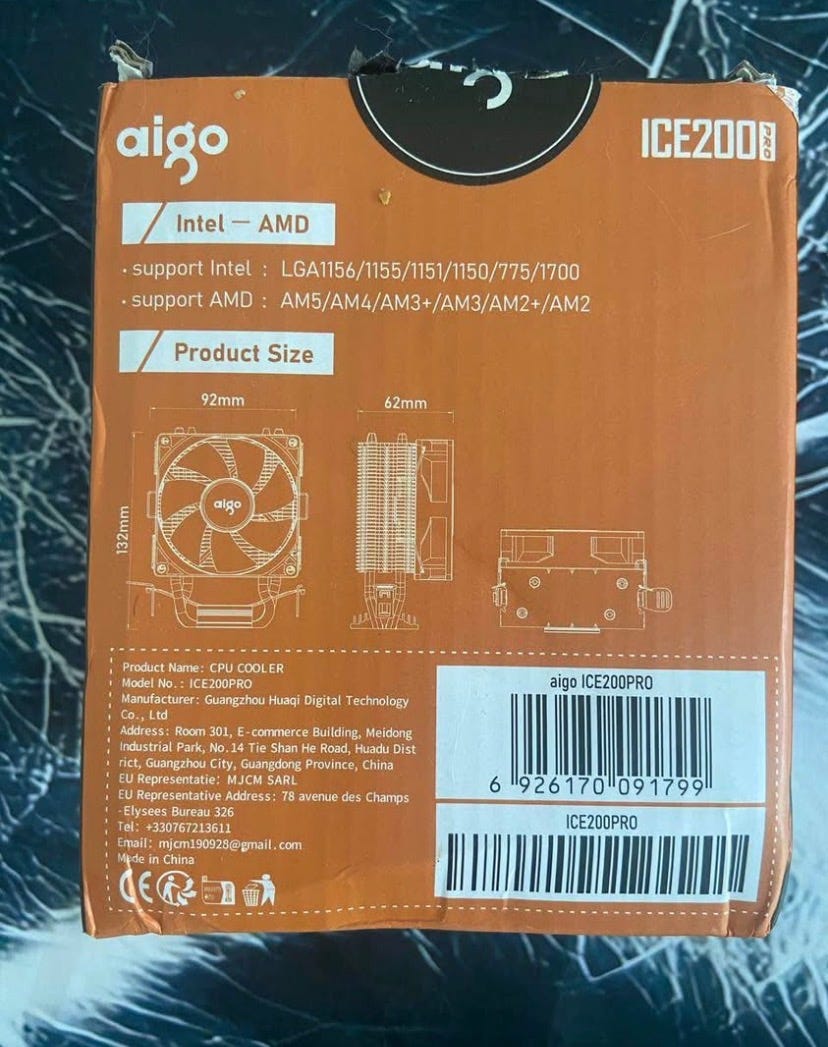 aigo
ICE200 PRO
Intel — AMD
· support Intel : LGA1156/1155/1151/1150/775/1700
· support AMD : AM5/AM4/AM3+/AM3/AM2+/AM2
Product Size
92mm
62mm
132mm
aigo
Product Name: CPU COOLER
Model No.: ICE200PRO
Manufacturer: Guangzhou Huaqi Digital Technology
Co., Ltd
Address: Room 301, E-commerce Building, Meidong
Industrial Park, No.14 Tie Shan He Road, Huadu Dist
rict, Guangzhou City, Guangdong Province, China
EU Representatie: MJCM SARL
EU Representative Address: 78 avenue des Champs
-Elysees Bureau 326
Tel: +330767213611
Email: mjcm190928@gmail.com
Made in China
CE
aigo ICE200PRO
6 926170 091799
ICE200PRO